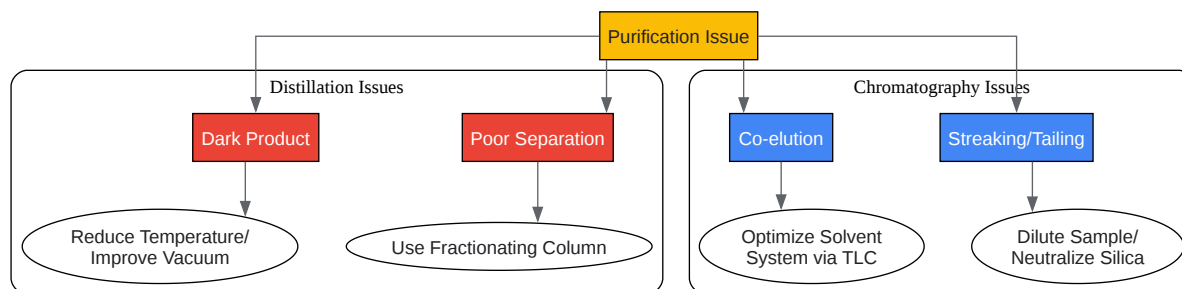 Purification Issue
Distillation Issues
Chromatography Issues
Dark Product
Poor Separation
Co-elution
Streaking/Tailing
Reduce Temperature/
Improve Vacuum
Use Fractionating Column
Optimize Solvent
System via TLC
Dilute Sample/
Neutralize Silica